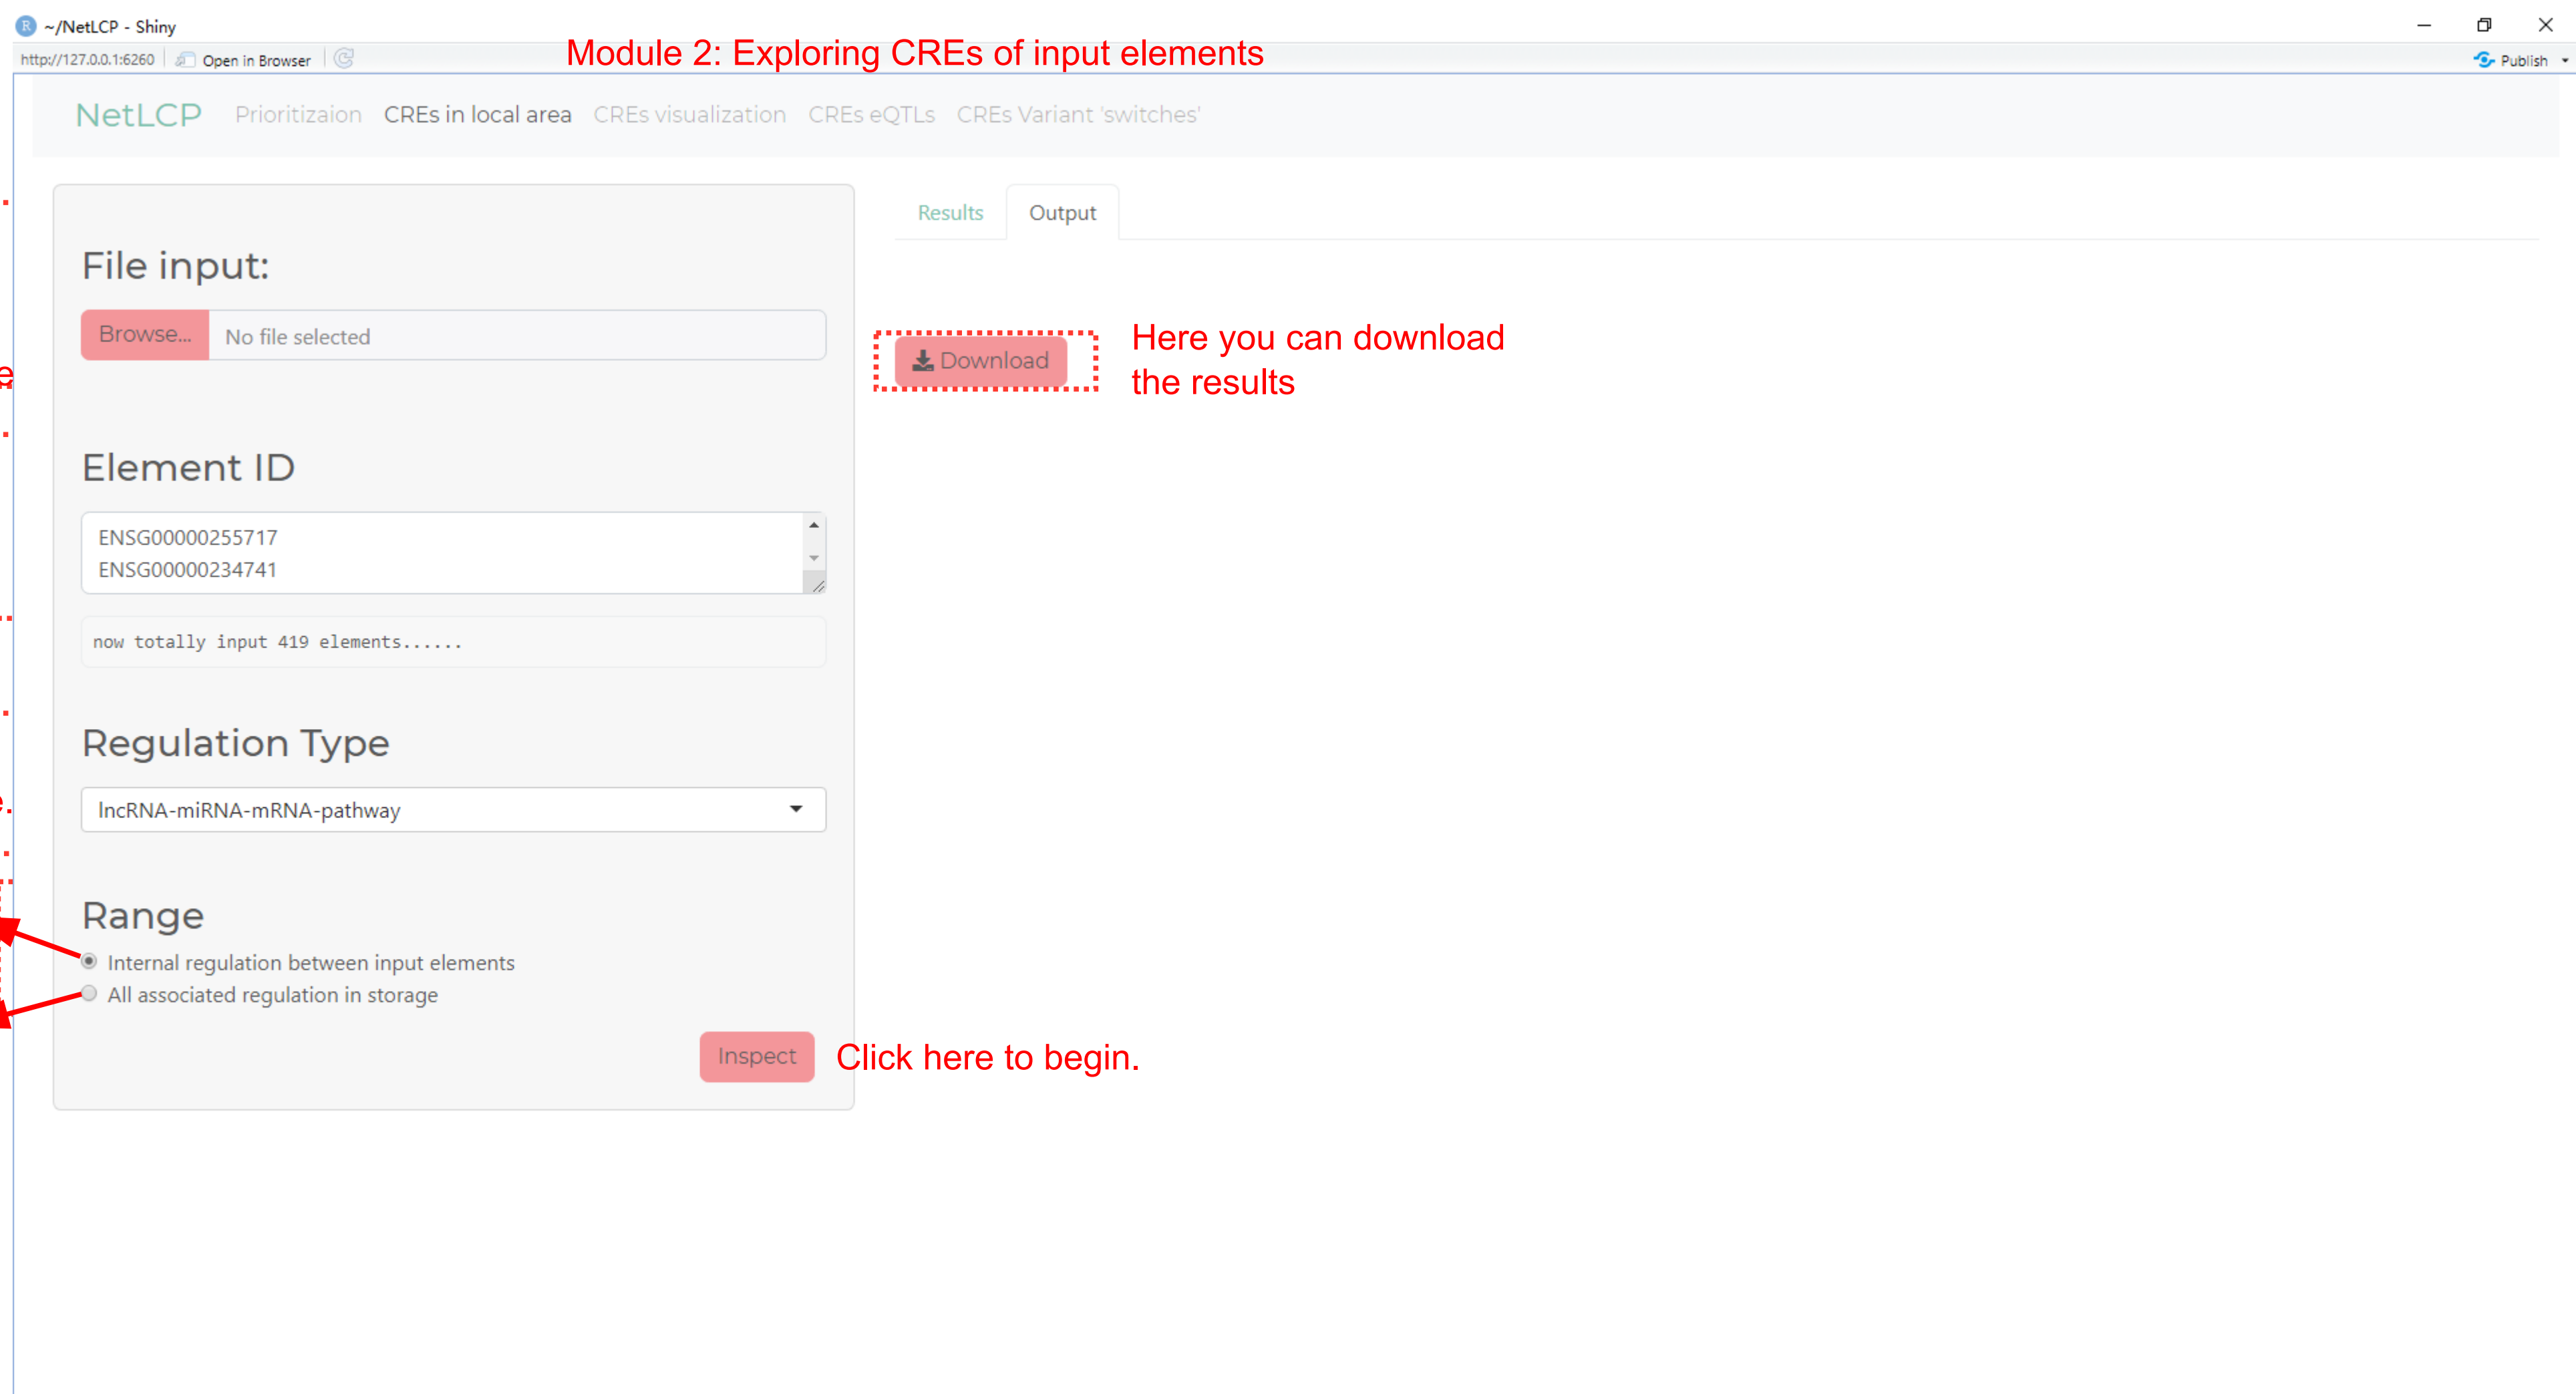 ~/NetLCP - Shiny
http://127.0.0.1:6260 Open in Browser Publish
Module 2: Exploring CREs of input elements
NetLCP Prioritizaion CREs in local area CREs visualization CREs eQTLs CREs Variant 'switches'
Results Output
File input:
Browse... No file selected
Download
Here you can download
the results
Element ID
ENSG00000255717
ENSG00000234741
now totally input 419 elements......
Regulation Type
lncRNA-miRNA-mRNA-pathway
Range
Internal regulation between input elements
All associated regulation in storage
Inspect
Click here to begin.